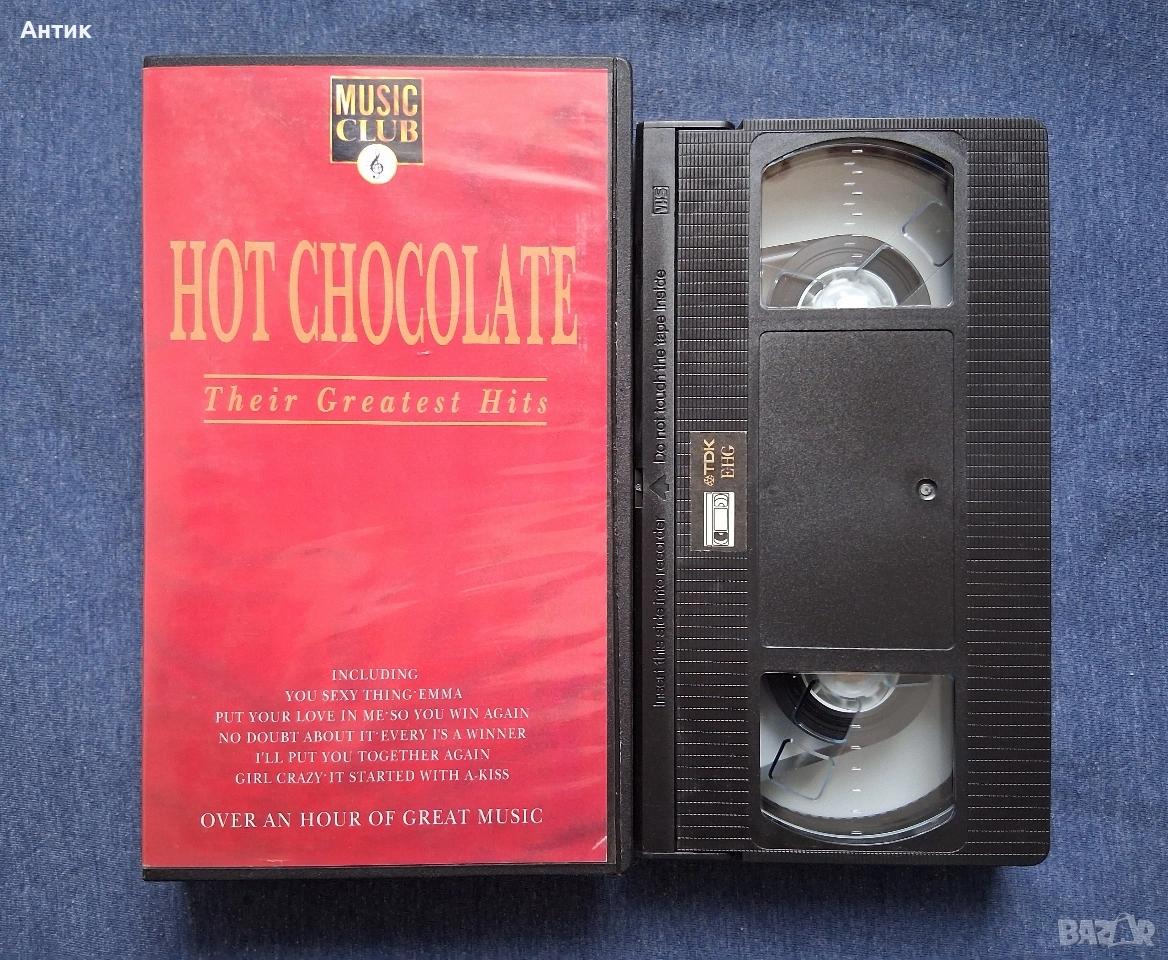 Антик
MUSIC
CLUB
HOT CHOCOLATE
Their Greatest Hits
INCLUDING
YOU SEXY THING·EMMA
PUT YOUR LOVE IN ME·SO YOU WIN AGAIN
NO DOUBT ABOUT IT·EVERY 1'S A WINNER
I'LL PUT YOU TOGETHER AGAIN
GIRL CRAZY·IT STARTED WITH A·KISS
OVER AN HOUR OF GREAT MUSIC
VHS
Insert this side into recorder Do not touch the tape inside
TDK
EHG
BAZAR